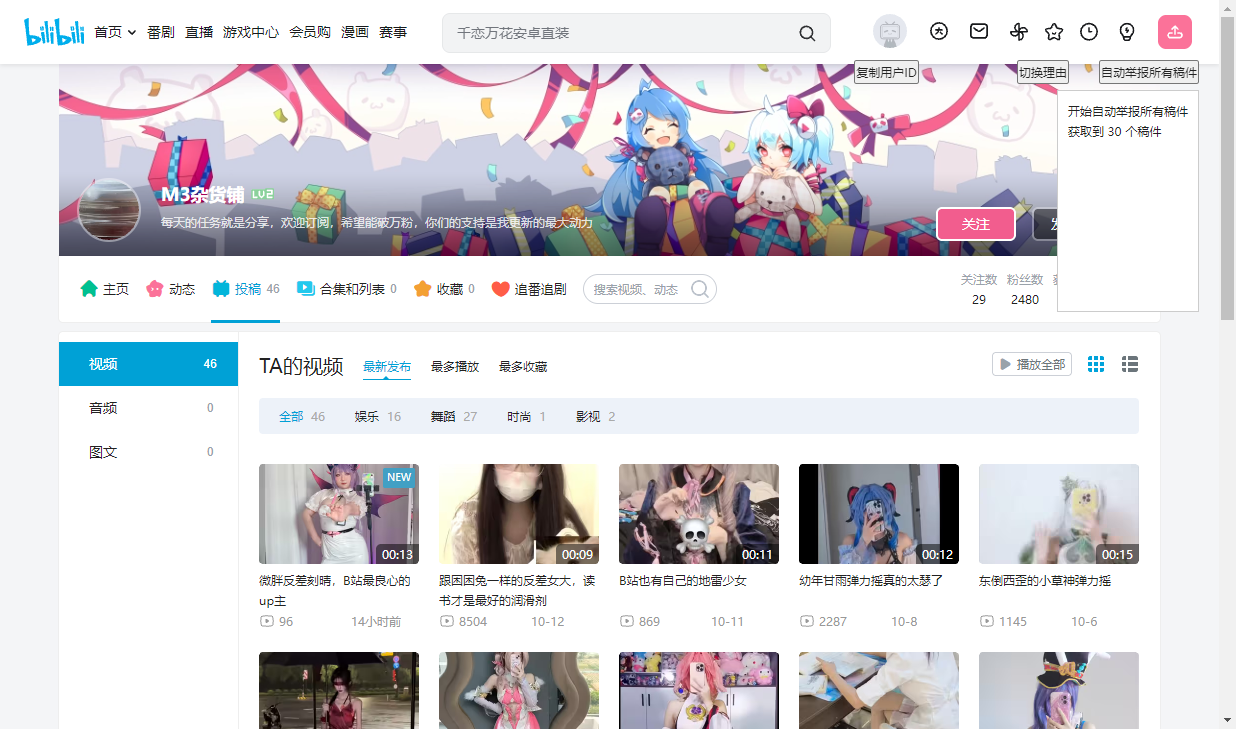 bilibili 首页 番剧 直播 游戏中心 会员购 漫画 赛事 千恋万花安卓直装
复制用户ID 切换理由 自动举报所有稿件
开始自动举报所有稿件
获取到 30 个稿件
M3杂货铺 LV2
每天的任务就是分享，欢迎订阅，希望能破万粉，你们的支持是我更新的最大动力
关注 发
主页 动态 投稿 46 合集和列表 0 收藏 0 追番追剧 搜索视频、动态
关注数 粉丝数
29 2480
视频 46
音频 0
图文 0
TA的视频 最新发布 最多播放 最多收藏 播放全部
全部 46 娱乐 16 舞蹈 27 时尚 1 影视 2
NEW
00:13 00:09 00:11 00:12 00:15
微胖反差刻晴，B站最良心的up主
96 14小时前
跟困困兔一样的反差女大，读书才是最好的润滑剂
8504 10-12
B站也有自己的地雷少女
869 10-11
幼年甘雨弹力摇真的太瑟了
2287 10-8
东倒西歪的小草神弹力摇
1145 10-6